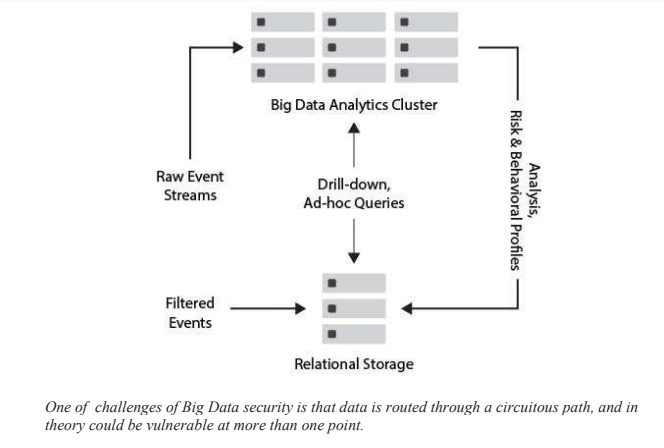 Big Data Analytics Cluster
Raw Event
Streams
Drill-down,
Ad-hoc Queries
Analysis,
Risk & Behavioral Profiles
Filtered
Events
Relational Storage
One of  challenges of Big Data security is that data is routed through a circuitous path, and in
theory could be vulnerable at more than one point.